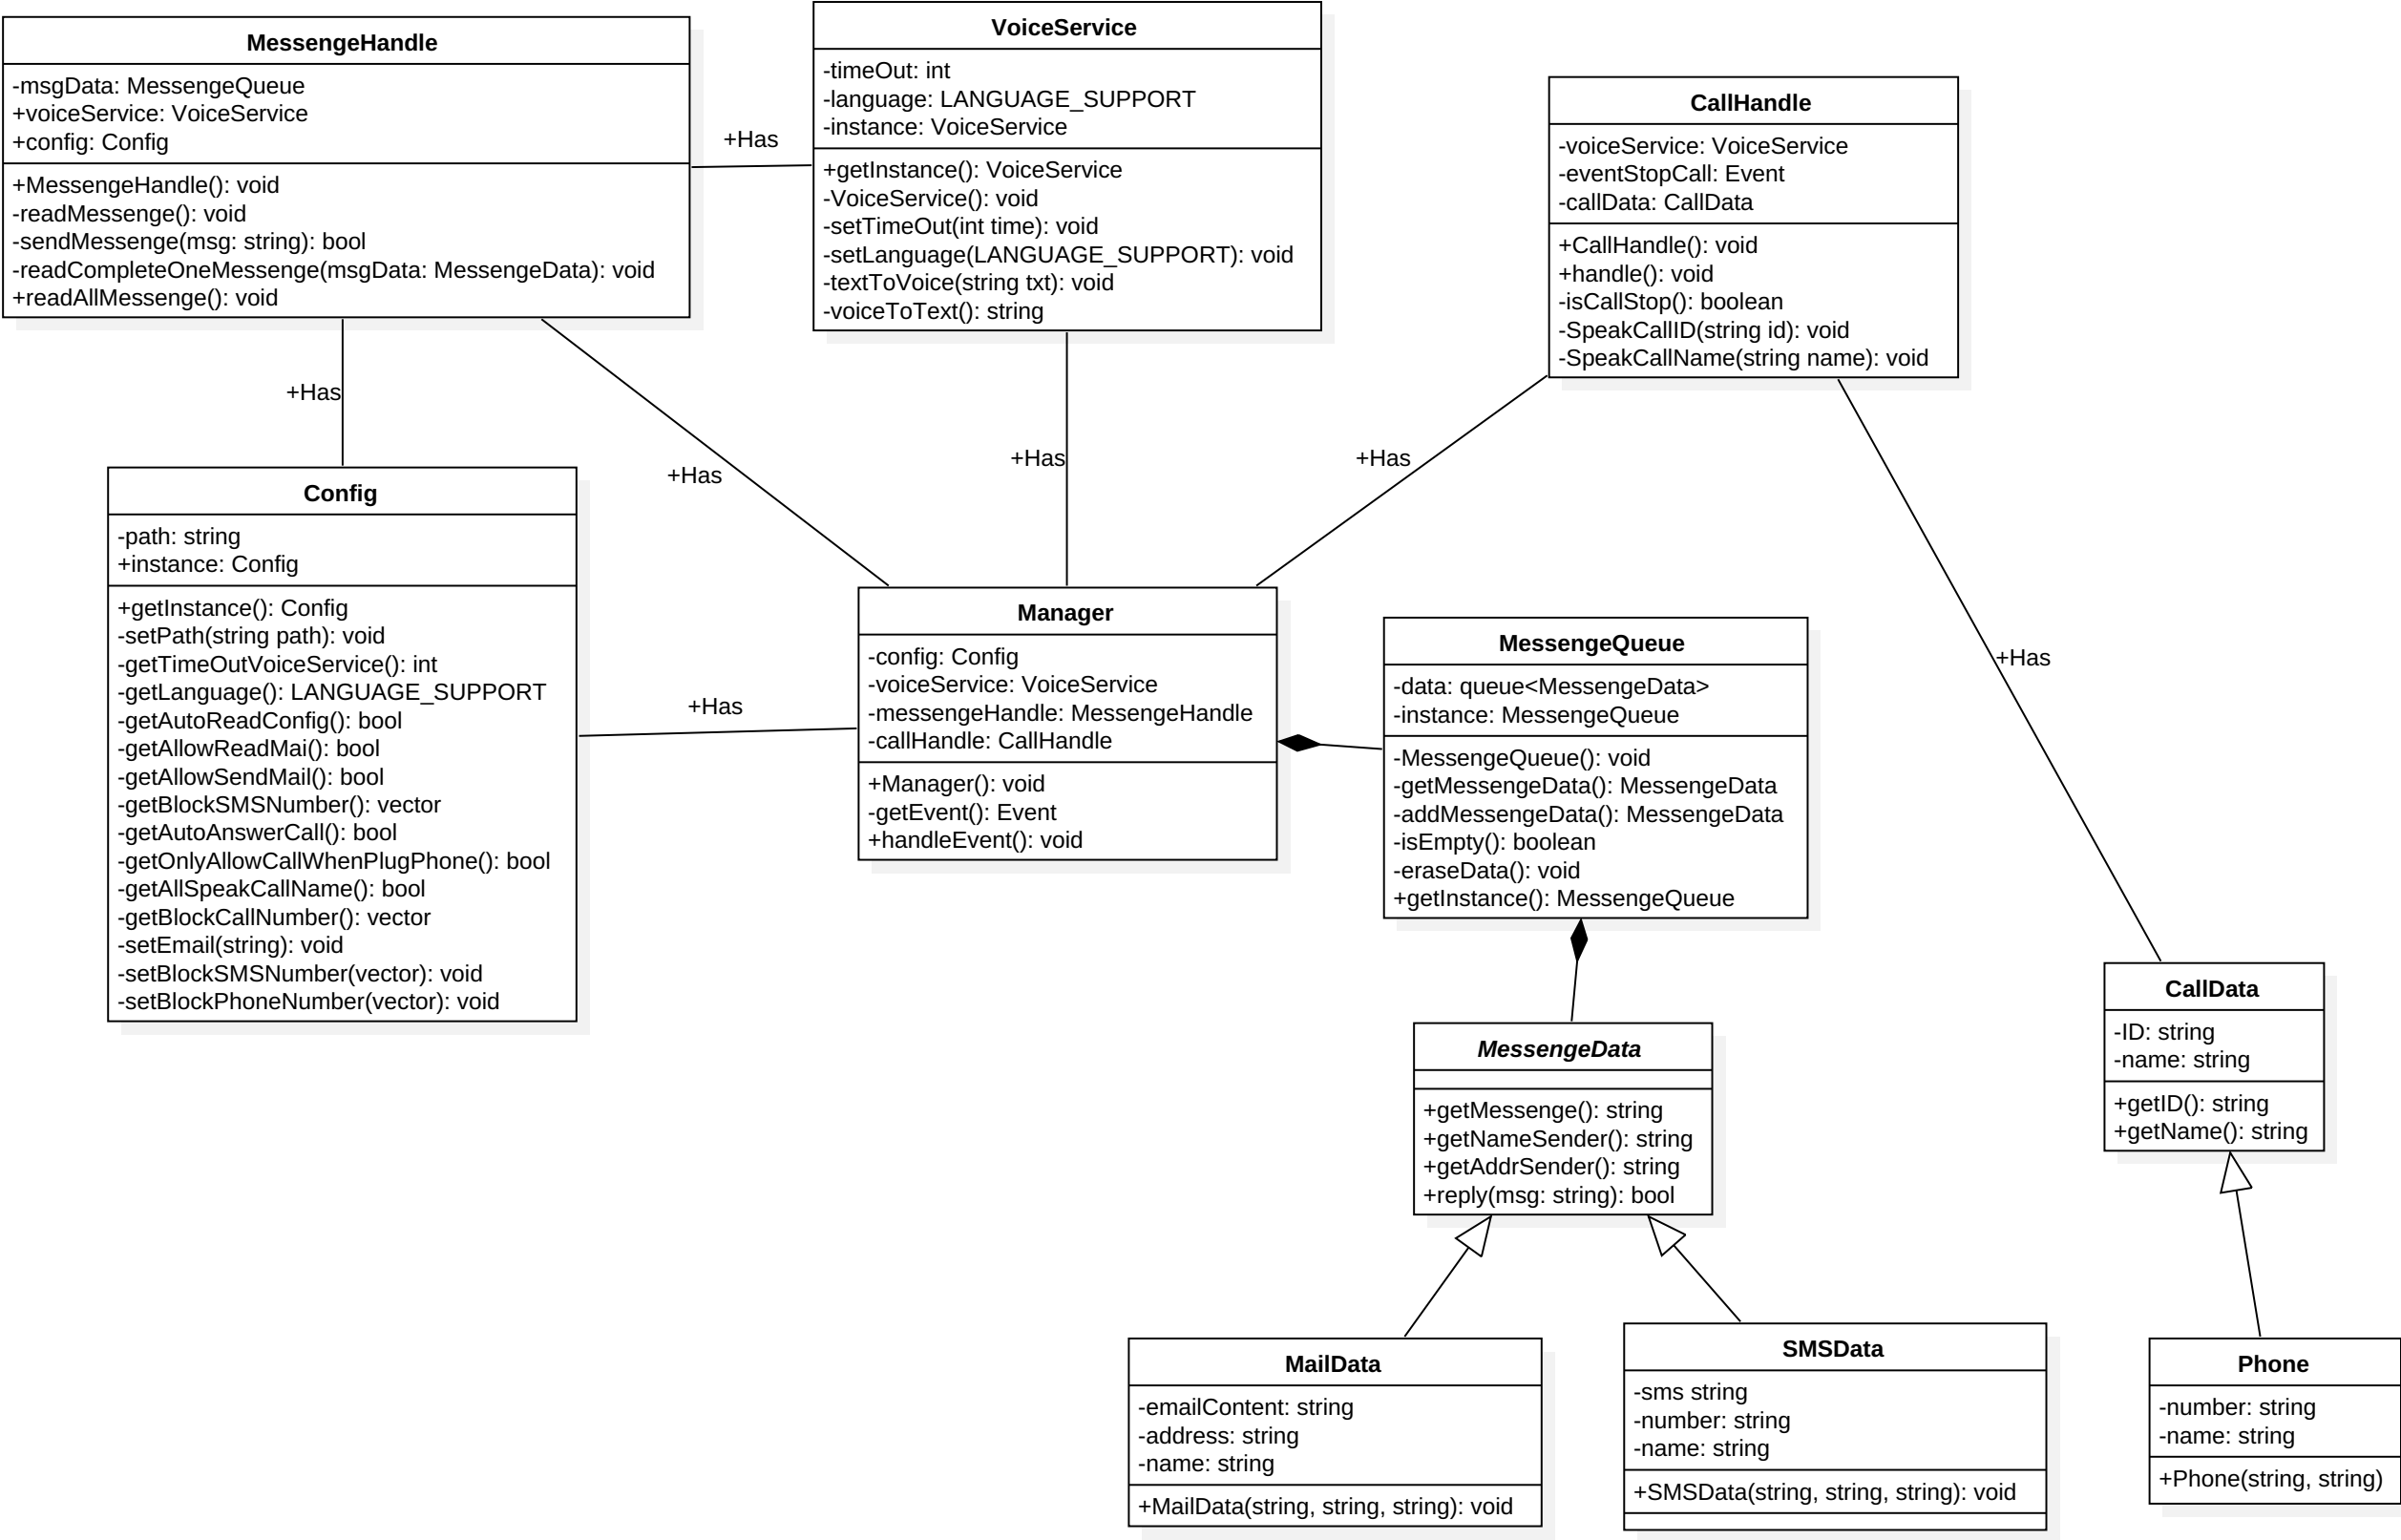 MessengeHandle
-msgData: MessengeQueue
+voiceService: VoiceService
+config: Config
+MessengeHandle(): void
-readMessenge(): void
-sendMessenge(msg: string): bool
-readCompleteOneMessenge(msgData: MessengeData): void
+readAllMessenge(): void
+Has
VoiceService
-timeOut: int
-language: LANGUAGE_SUPPORT
-instance: VoiceService
+getInstance(): VoiceService
-VoiceService(): void
-setTimeOut(int time): void
-setLanguage(LANGUAGE_SUPPORT): void
-textToVoice(string txt): void
-voiceToText(): string
CallHandle
-voiceService: VoiceService
-eventStopCall: Event
-callData: CallData
+CallHandle(): void
+handle(): void
-isCallStop(): boolean
-SpeakCallID(string id): void
-SpeakCallName(string name): void
+Has
+Has
+Has
+Has
Config
-path: string
+instance: Config
+getInstance(): Config
-setPath(string path): void
-getTimeOutVoiceService(): int
-getLanguage(): LANGUAGE_SUPPORT
-getAutoReadConfig(): bool
-getAllowReadMai(): bool
-getAllowSendMail(): bool
-getBlockSMSNumber(): vector
-getAutoAnswerCall(): bool
-getOnlyAllowCallWhenPlugPhone(): bool
-getAllSpeakCallName(): bool
-getBlockCallNumber(): vector
-setEmail(string): void
-setBlockSMSNumber(vector): void
-setBlockPhoneNumber(vector): void
+Has
Manager
-config: Config
-voiceService: VoiceService
-messengeHandle: MessengeHandle
-callHandle: CallHandle
+Manager(): void
-getEvent(): Event
+handleEvent(): void
MessengeQueue
-data: queue<MessengeData>
-instance: MessengeQueue
-MessengeQueue(): void
-getMessengeData(): MessengeData
-addMessengeData(): MessengeData
-isEmpty(): boolean
-eraseData(): void
+getInstance(): MessengeQueue
+Has
CallData
-ID: string
-name: string
+getID(): string
+getName(): string
MessengeData
+getMessenge(): string
+getNameSender(): string
+getAddrSender(): string
+reply(msg: string): bool
MailData
-emailContent: string
-address: string
-name: string
+MailData(string, string, string): void
SMSData
-sms string
-number: string
-name: string
+SMSData(string, string, string): void
Phone
-number: string
-name: string
+Phone(string, string)